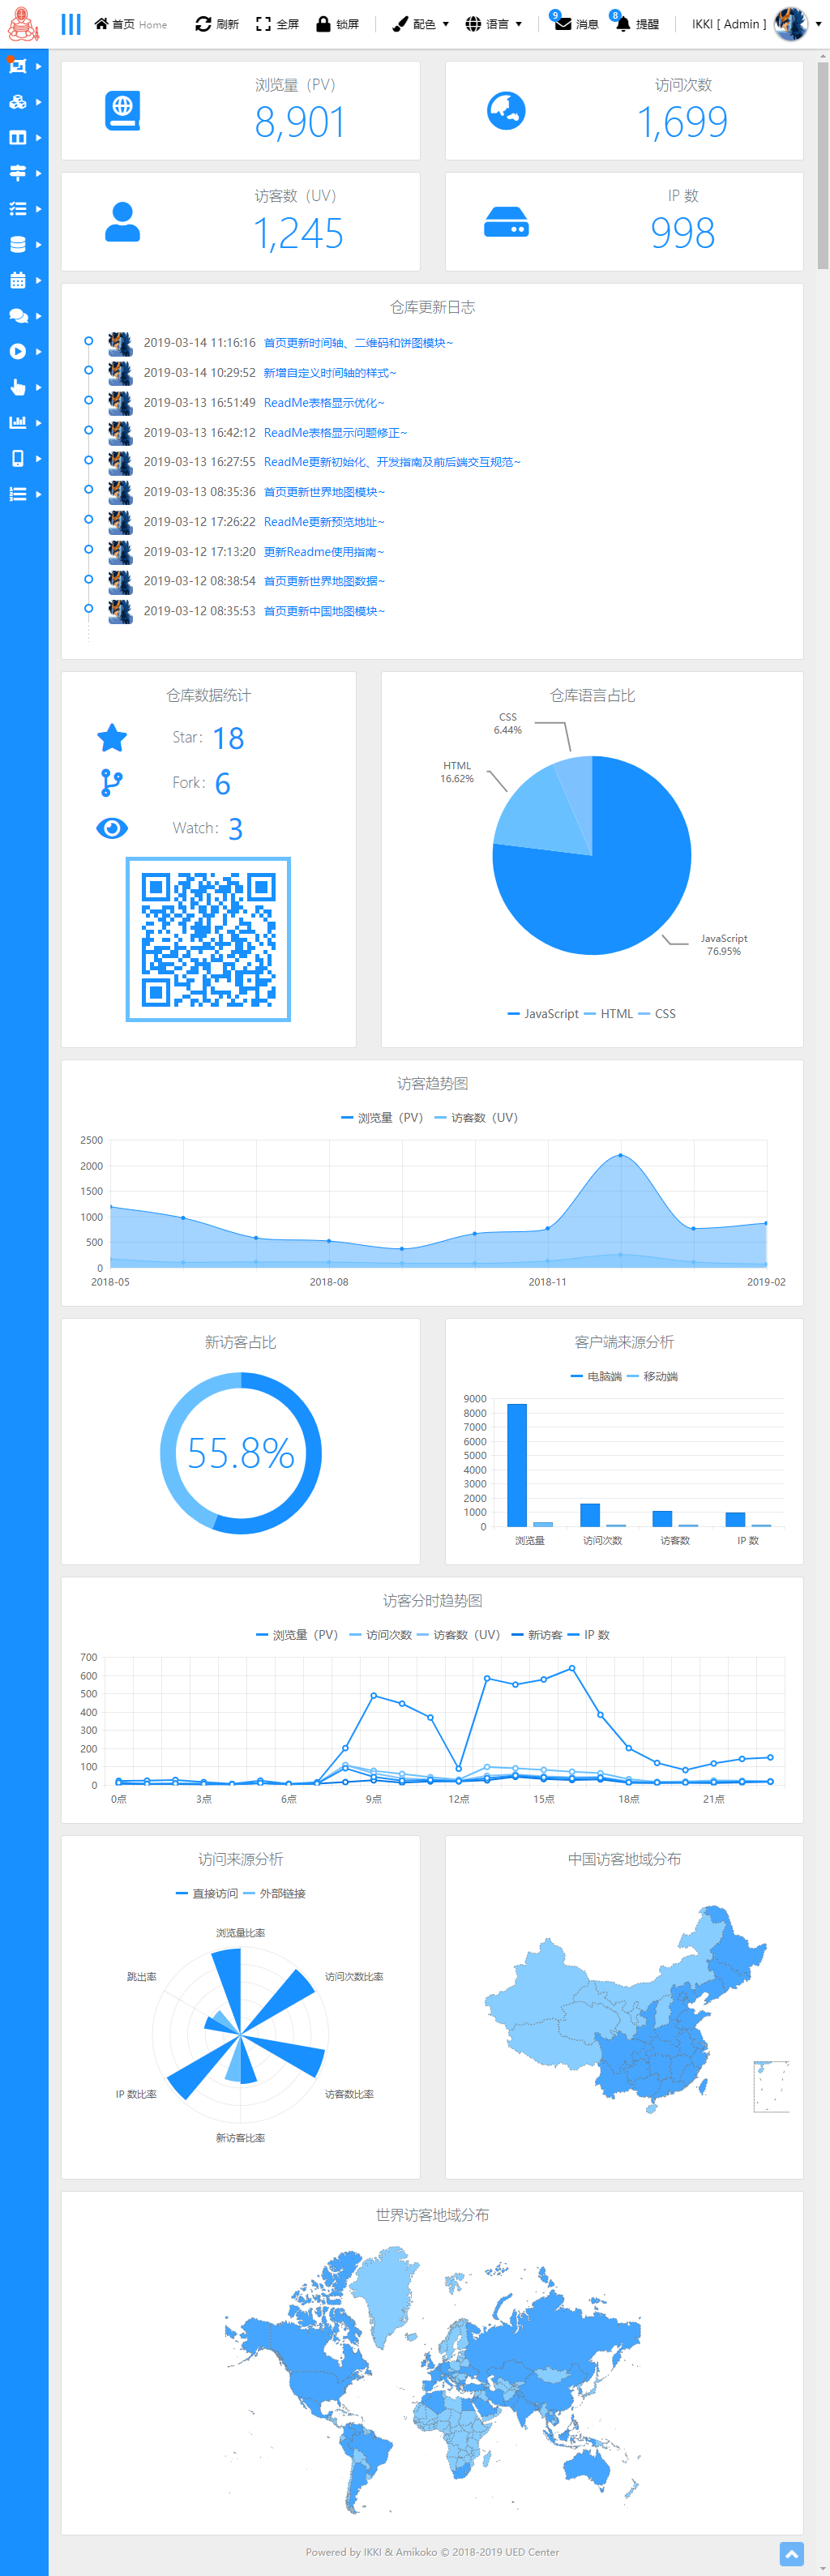 首页 Home 刷新 全屏 锁屏 配色 语言 9 消息 8 提醒 IKKI [ Admin ]
浏览量（PV）
8,901
访问次数
1,699
访客数（UV）
1,245
IP 数
998
仓库更新日志
2019-03-14 11:16:16 首页更新时间轴、二维码和饼图模块~
2019-03-14 10:29:52 新增自定义时间轴的样式~
2019-03-13 16:51:49 ReadMe表格显示优化~
2019-03-13 16:42:12 ReadMe表格显示问题修正~
2019-03-13 16:27:55 ReadMe更新初始化、开发指南及前后端交互规范~
2019-03-13 08:35:36 首页更新世界地图模块~
2019-03-12 17:26:22 ReadMe更新预览地址~
2019-03-12 17:13:20 更新Readme使用指南~
2019-03-12 08:38:54 首页更新世界地图数据~
2019-03-12 08:35:53 首页更新中国地图模块~
仓库数据统计
Star：18
Fork：6
Watch：3
仓库语言占比
CSS
6.44%
HTML
16.62%
JavaScript
76.95%
JavaScript HTML CSS
访客趋势图
浏览量（PV） 访客数（UV）
2500
2000
1500
1000
500
0
2018-05 2018-08 2018-11 2019-02
新访客占比
55.8%
客户端来源分析
电脑端 移动端
9000
8000
7000
6000
5000
4000
3000
2000
1000
0
浏览量 访问次数 访客数 IP 数
访客分时趋势图
浏览量（PV） 访问次数 访客数（UV） 新访客 IP 数
700
600
500
400
300
200
100
0
0点 3点 6点 9点 12点 15点 18点 21点
访问来源分析
直接访问 外部链接
浏览量比率
跳出率 访问次数比率
IP 数比率 访客数比率
新访客比率
中国访客地域分布
世界访客地域分布
Powered by IKKI & Amikoko © 2018-2019 UED Center